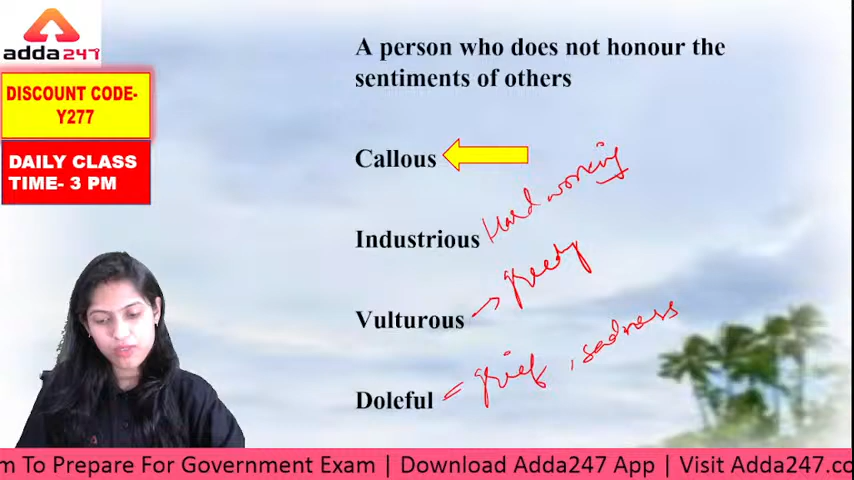 adda247
DISCOUNT CODE-
Y277
DAILY CLASS
TIME- 3 PM
A person who does not honour the
sentiments of others
Callous
Industrious Hard working
Vulturous → greedy
Doleful = grief, sadness
m To Prepare For Government Exam | Download Adda247 App | Visit Adda247.co